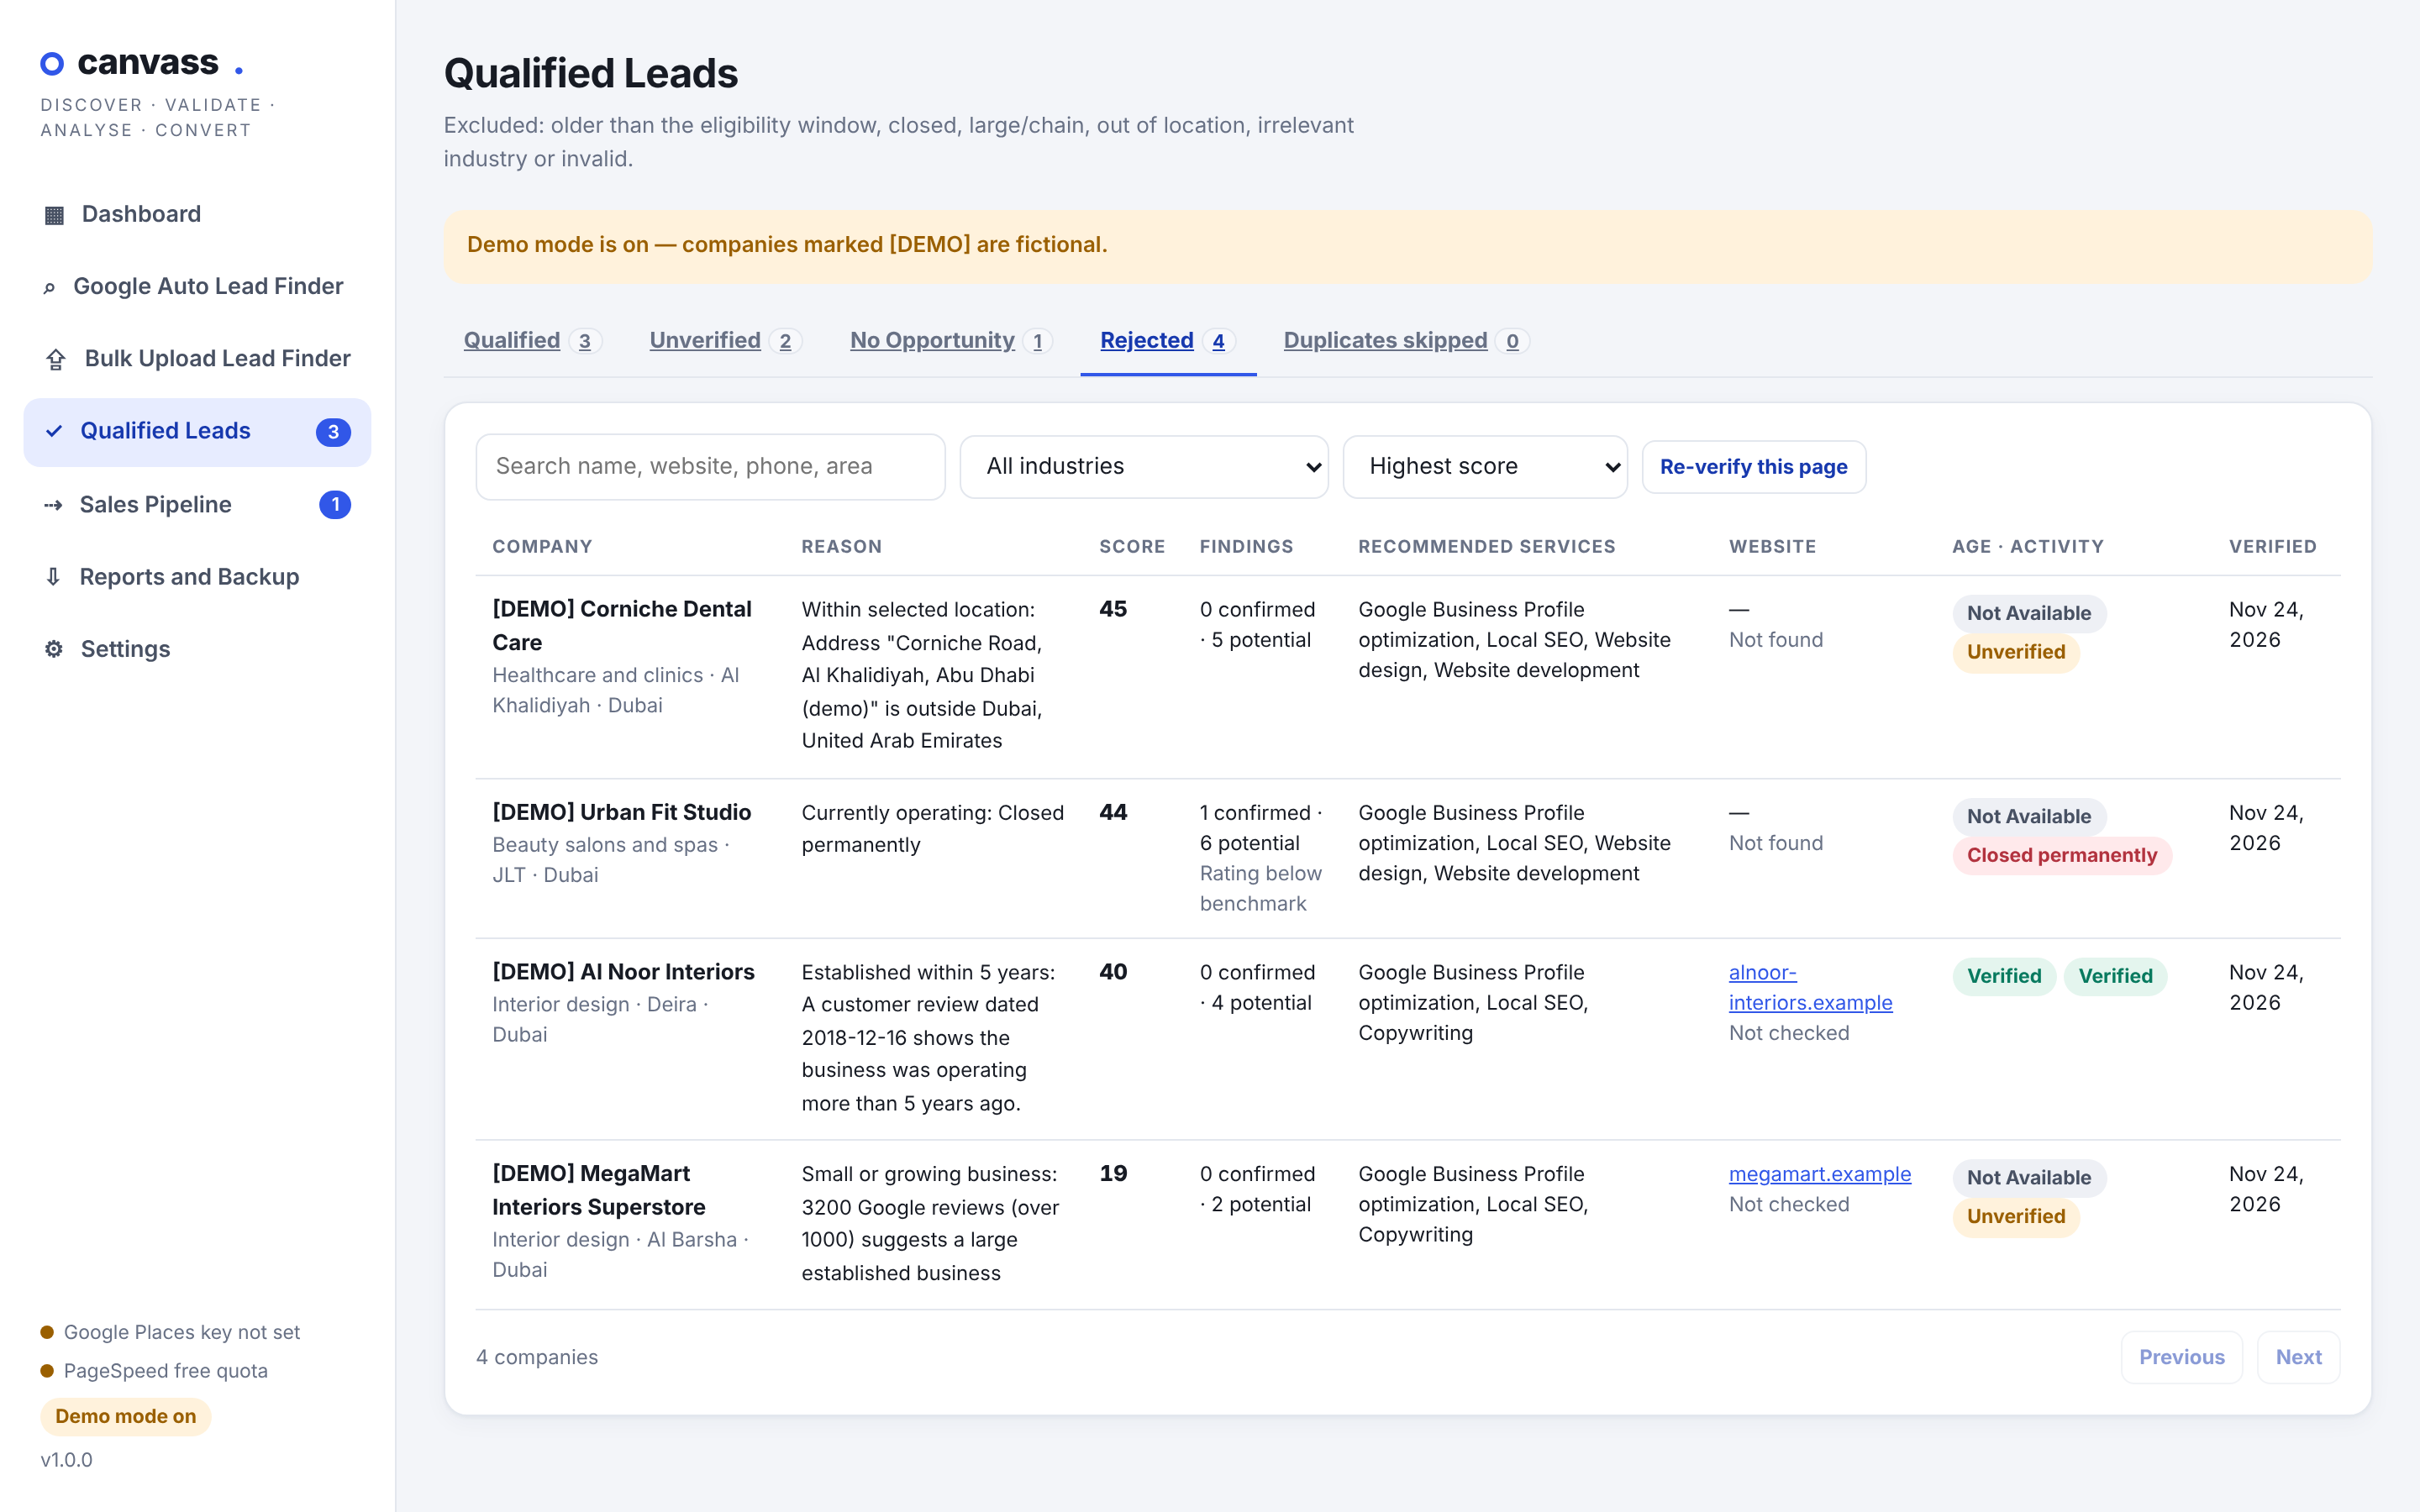 canvass .
DISCOVER · VALIDATE ·
ANALYSE · CONVERT
Dashboard
Google Auto Lead Finder
Bulk Upload Lead Finder
Qualified Leads 3
Sales Pipeline 1
Reports and Backup
Settings
Google Places key not set
PageSpeed free quota
Demo mode on
v1.0.0
Qualified Leads
Excluded: older than the eligibility window, closed, large/chain, out of location, irrelevant
industry or invalid.
Demo mode is on — companies marked [DEMO] are fictional.
Qualified 3 Unverified 2 No Opportunity 1 Rejected 4 Duplicates skipped 0
Search name, website, phone, area All industries Highest score Re-verify this page
COMPANY REASON SCORE FINDINGS RECOMMENDED SERVICES WEBSITE AGE · ACTIVITY VERIFIED
[DEMO] Corniche Dental
Care
Healthcare and clinics · Al
Khalidiyah · Dubai
Within selected location:
Address "Corniche Road,
Al Khalidiyah, Abu Dhabi
(demo)" is outside Dubai,
United Arab Emirates
45
0 confirmed
· 5 potential
Google Business Profile
optimization, Local SEO, Website
design, Website development
—
Not found
Not Available
Unverified
Nov 24,
2026
[DEMO] Urban Fit Studio
Beauty salons and spas ·
JLT · Dubai
Currently operating: Closed
permanently
44
1 confirmed ·
6 potential
Rating below
benchmark
Google Business Profile
optimization, Local SEO, Website
design, Website development
—
Not found
Not Available
Closed permanently
Nov 24,
2026
[DEMO] Al Noor Interiors
Interior design · Deira ·
Dubai
Established within 5 years:
A customer review dated
2018-12-16 shows the
business was operating
more than 5 years ago.
40
0 confirmed
· 4 potential
Google Business Profile
optimization, Local SEO,
Copywriting
alnoor-
interiors.example
Not checked
Verified Verified
Nov 24,
2026
[DEMO] MegaMart
Interiors Superstore
Interior design · Al Barsha ·
Dubai
Small or growing business:
3200 Google reviews (over
1000) suggests a large
established business
19
0 confirmed
· 2 potential
Google Business Profile
optimization, Local SEO,
Copywriting
megamart.example
Not checked
Not Available
Unverified
Nov 24,
2026
4 companies
Previous Next